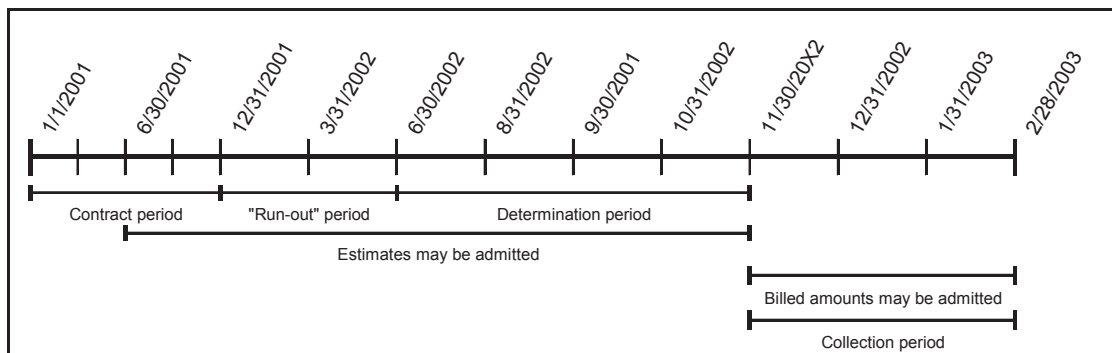 1/1/2001
6/30/2001
12/31/2001
3/31/2002
6/30/2002
8/31/2002
9/30/2001
10/31/2002
11/30/20X2
12/31/2002
1/31/2003
2/28/2003
Contract period
"Run-out" period
Determination period
Estimates may be admitted
Billed amounts may be admitted
Collection period